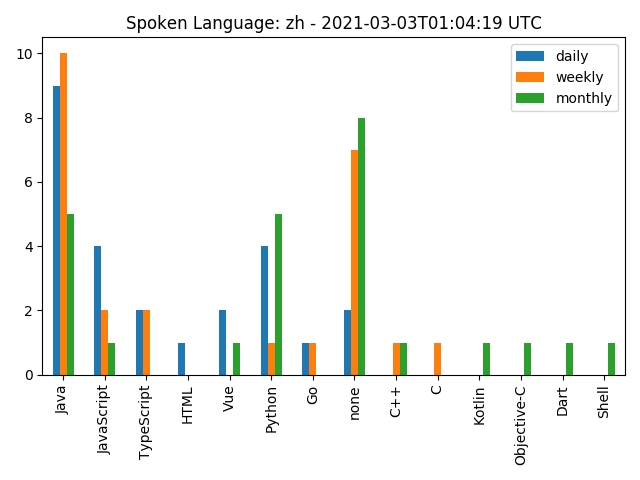 Spoken Language: zh - 2021-03-03T01:04:19 UTC
daily
weekly
monthly
10
8
6
4
2
0
Java
JavaScript
TypeScript
HTML
Vue
Python
Go
none
C++
C
Kotlin
Objective-C
Dart
Shell